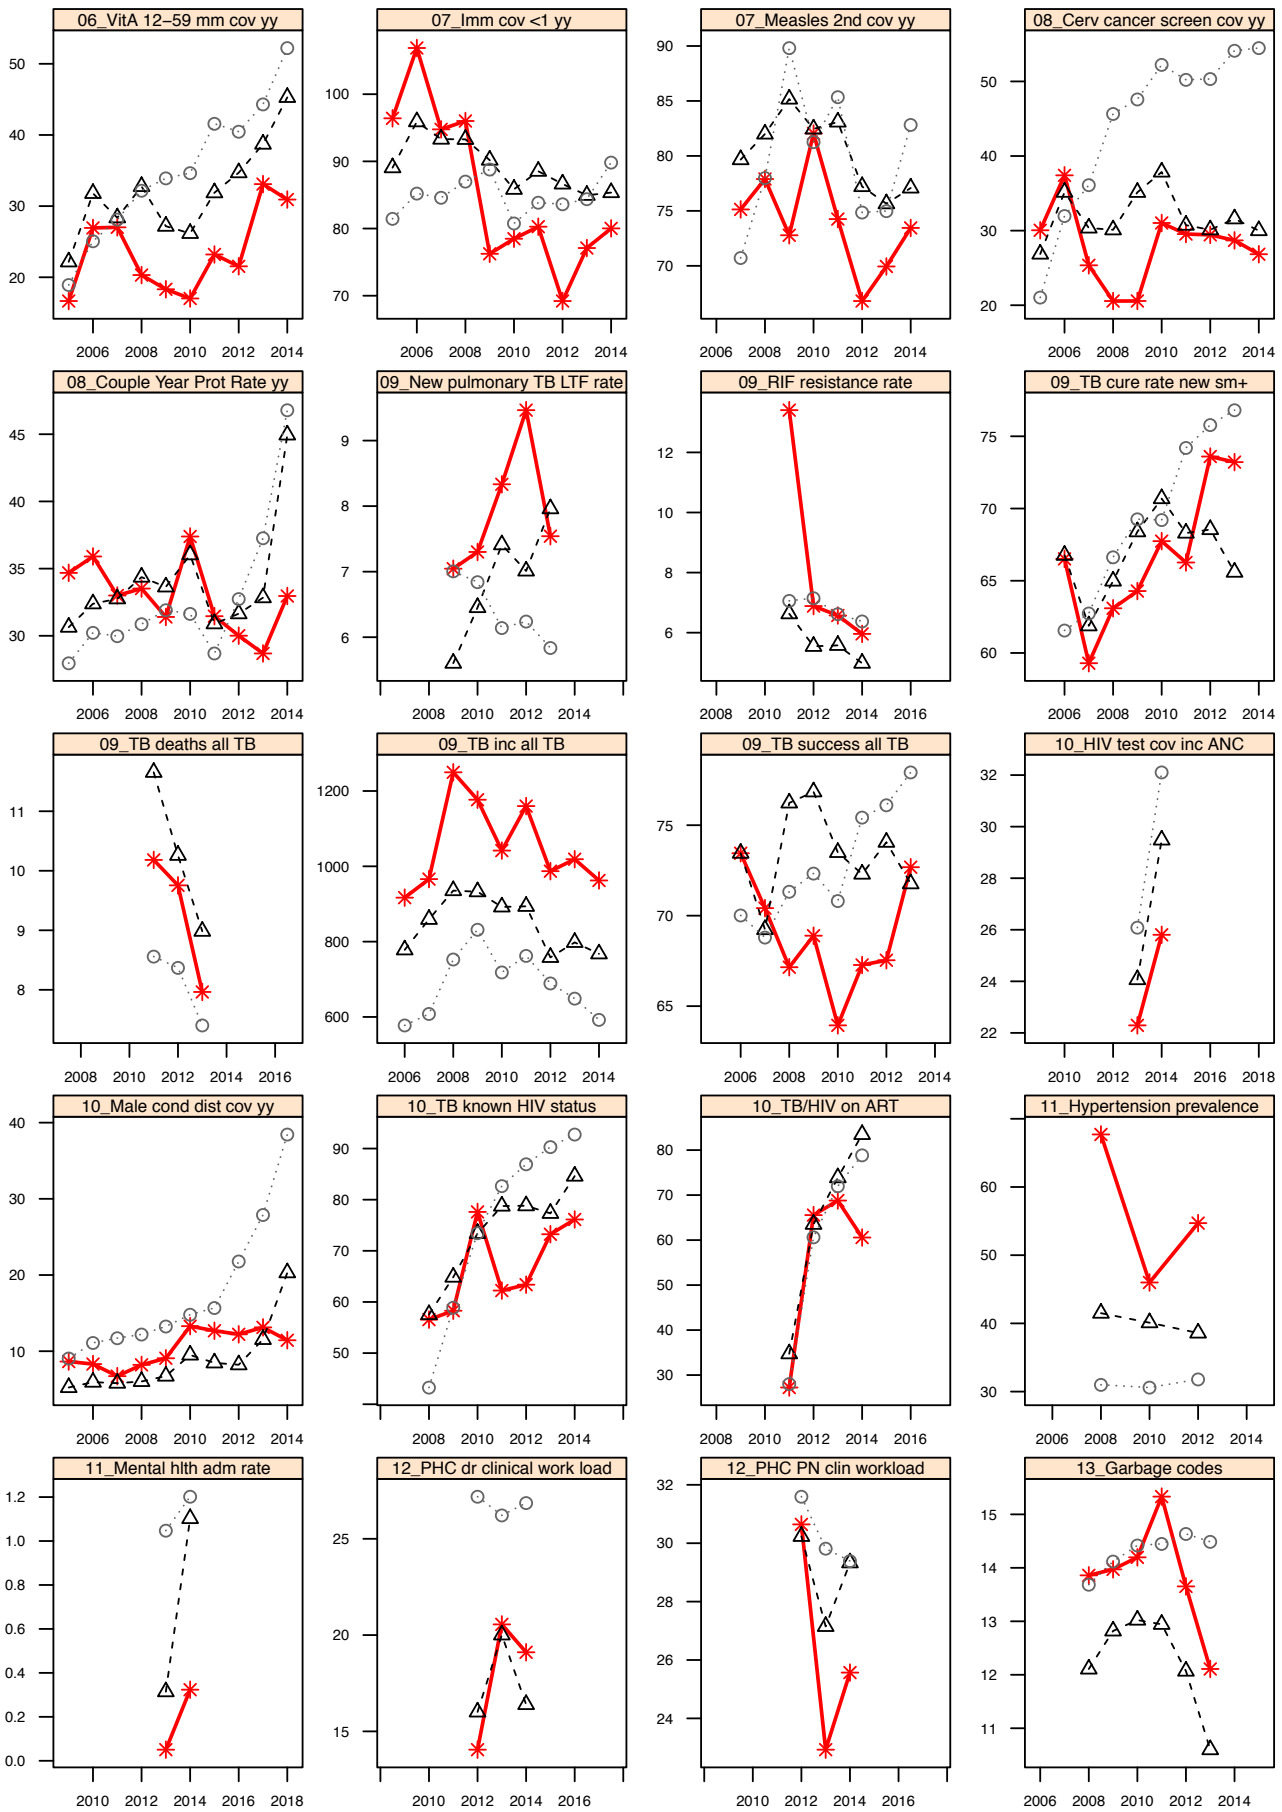 06_VitA 12−59 mm cov yy
07_Imm cov <1 yy
07_Measles 2nd cov yy
08_Cerv cancer screen cov yy
50
40
30
20
100
90
80
70
90
85
80
75
70
50
40
30
20
2006 2008 2010 2012 2014
2006 2008 2010 2012 2014
2006 2008 2010 2012 2014 2016
2006 2008 2010 2012 2014
08_Couple Year Prot Rate yy
09_New pulmonary TB LTF rate
09_RIF resistance rate
09_TB cure rate new sm+
45
40
35
30
9
8
7
6
12
10
8
6
75
70
65
60
2006 2008 2010 2012 2014
2008 2010 2012 2014
2008 2010 2012 2014 2016
2006 2008 2010 2012 2014
09_TB deaths all TB
09_TB inc all TB
09_TB success all TB
10_HIV test cov inc ANC
11
10
9
8
1200
1000
800
600
75
70
65
32
30
28
26
24
22
2008 2010 2012 2014 2016
2006 2008 2010 2012 2014
2006 2008 2010 2012 2014
2010 2012 2014 2016 2018
10_Male cond dist cov yy
10_TB known HIV status
10_TB/HIV on ART
11_Hypertension prevalence
40
30
20
10
90
80
70
60
50
80
70
60
50
40
30
60
50
40
30
2006 2008 2010 2012 2014
2008 2010 2012 2014
2008 2010 2012 2014 2016
2006 2008 2010 2012 2014
11_Mental hlth adm rate
12_PHC dr clinical work load
12_PHC PN clin workload
13_Garbage codes
1.2
1.0
0.8
0.6
0.4
0.2
0.0
25
20
15
32
30
28
26
24
15
14
13
12
11
2010 2012 2014 2016 2018
2010 2012 2014 2016
2008 2010 2012 2014 2016
2006 2008 2010 2012 2014